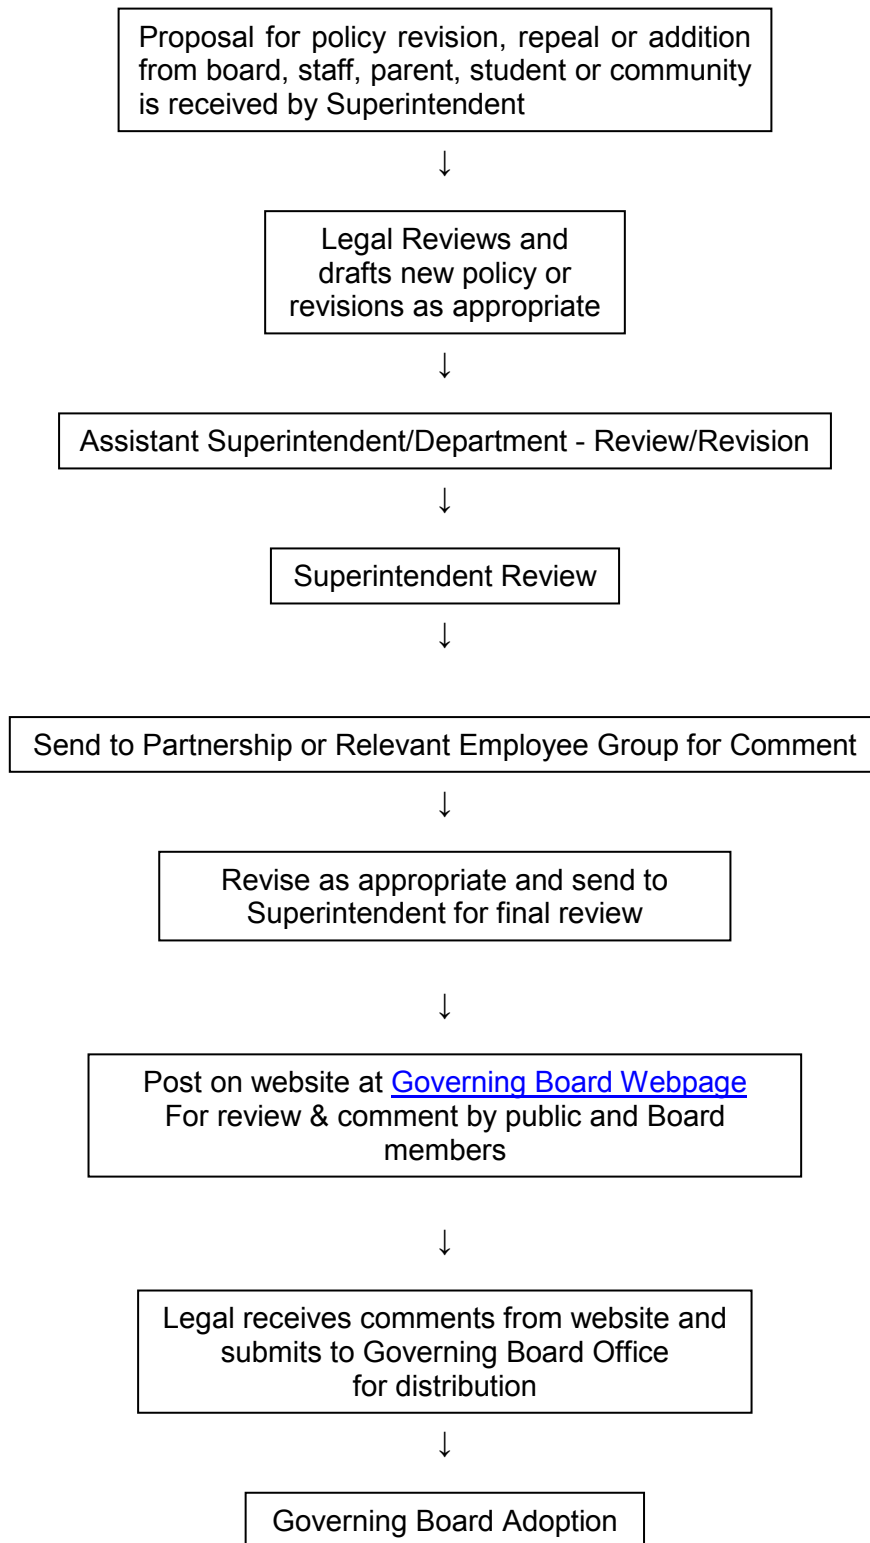 Proposal for policy revision, repeal or addition
from board, staff, parent, student or community
is received by Superintendent
↓
Legal Reviews and
drafts new policy or
revisions as appropriate
↓
Assistant Superintendent/Department - Review/Revision
↓
Superintendent Review
↓
Send to Partnership or Relevant Employee Group for Comment
↓
Revise as appropriate and send to
Superintendent for final review
↓
Post on website at Governing Board Webpage
For review & comment by public and Board
members
↓
Legal receives comments from website and
submits to Governing Board Office
for distribution
↓
Governing Board Adoption